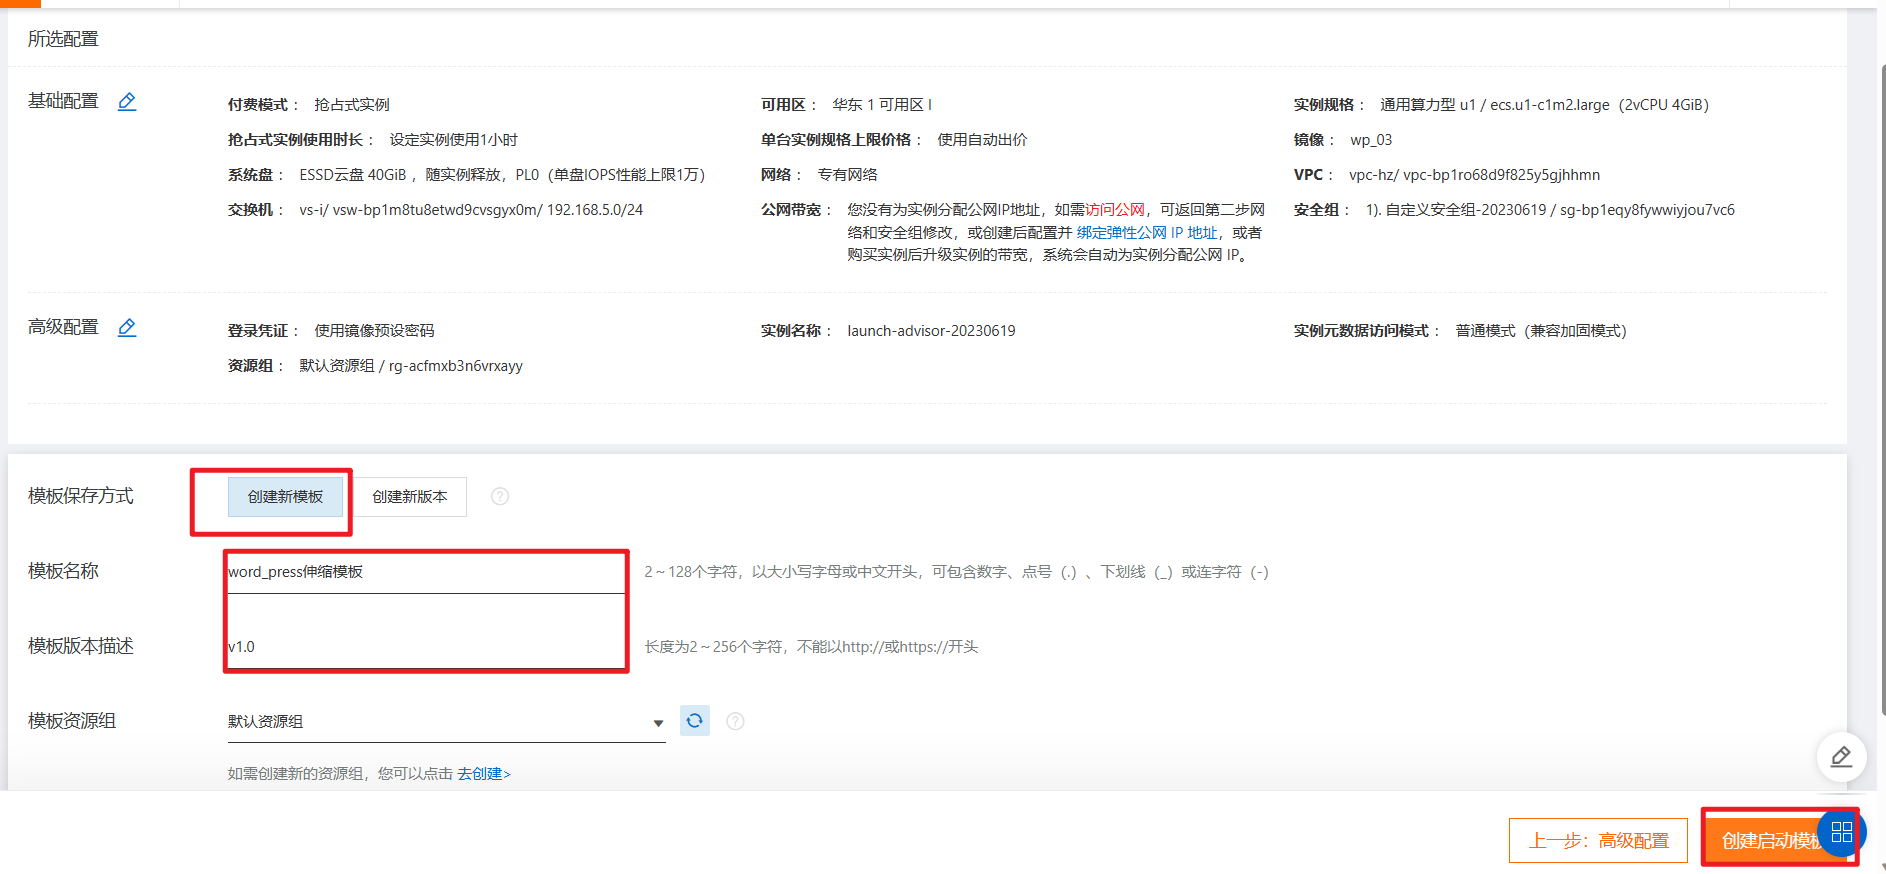 所选配置
基础配置
付费模式： 抢占式实例
可用区： 华东 1 可用区 I
实例规格： 通用算力型 u1 / ecs.u1-c1m2.large（2vCPU 4GiB）
抢占式实例使用时长： 设定实例使用1小时
单台实例规格上限价格： 使用自动出价
镜像： wp_03
系统盘： ESSD云盘 40GiB ，随实例释放，PL0（单盘IOPS性能上限1万）
网络： 专有网络
VPC： vpc-hz/ vpc-bp1ro68d9f825y5gjhhmn
交换机： vs-i/ vsw-bp1m8tu8etwd9cvsgyx0m/ 192.168.5.0/24
公网带宽： 您没有为实例分配公网IP地址，如需访问公网，可返回第二步网
络和安全组修改，或创建后配置并 绑定弹性公网 IP 地址，或者
购买实例后升级实例的带宽，系统会自动为实例分配公网 IP。
安全组： 1). 自定义安全组-20230619 / sg-bp1eqy8fywwiyjou7vc6
高级配置
登录凭证： 使用镜像预设密码
实例名称： launch-advisor-20230619
实例元数据访问模式： 普通模式（兼容加固模式）
资源组： 默认资源组 / rg-acfmxb3n6vrxayy
模板保存方式
创建新模板
创建新版本
?
模板名称
word_press伸缩模板
2～128个字符，以大小写字母或中文开头，可包含数字、点号（.）、下划线（_）或连字符（-）
模板版本描述
v1.0
长度为2～256个字符，不能以http://或https://开头
模板资源组
默认资源组
?
如需创建新的资源组，您可以点击 去创建>
上一步：高级配置
创建启动模